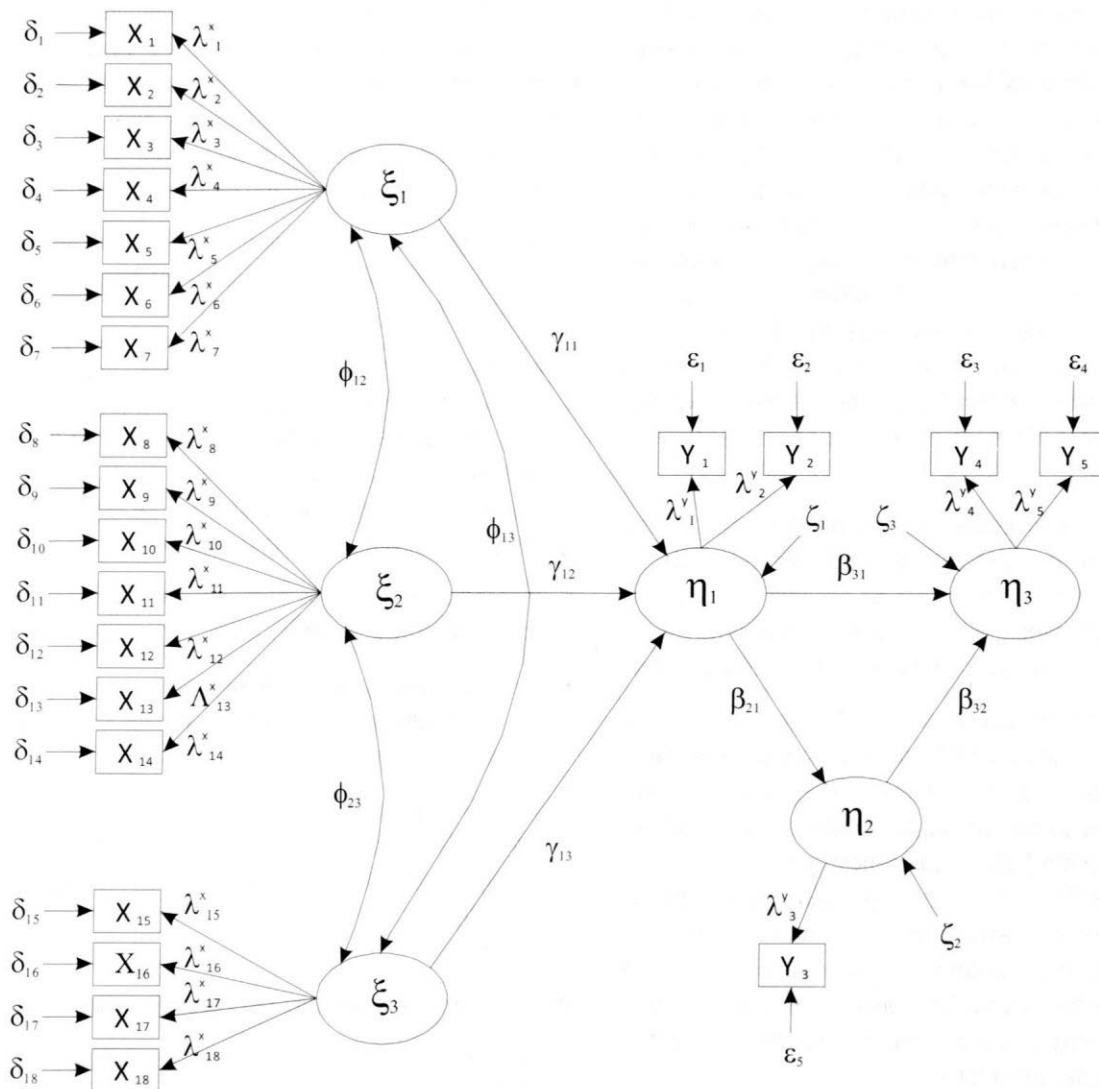 δ₁ X₁ λˣ₁
δ₂ X₂ λˣ₂
δ₃ X₃ λˣ₃
δ₄ X₄ λˣ₄
δ₅ X₅ λˣ₅
δ₆ X₆ λˣ₆
δ₇ X₇ λˣ₇
ξ₁
γ₁₁
ϕ₁₂
δ₈ X₈ λˣ₈
δ₉ X₉ λˣ₉
δ₁₀ X₁₀ λˣ₁₀
δ₁₁ X₁₁ λˣ₁₁
δ₁₂ X₁₂ λˣ₁₂
δ₁₃ X₁₃ Λˣ₁₃
δ₁₄ X₁₄ λˣ₁₄
ξ₂
ϕ₁₃
γ₁₂
ε₁ ε₂ ε₃ ε₄
Y₁ Y₂ Y₄ Y₅
λʸ₁ λʸ₂ λʸ₄ λʸ₅
ζ₁ ζ₃
η₁ β₃₁ η₃
β₂₁ β₃₂
ϕ₂₃
γ₁₃
η₂
λʸ₃ ζ₂
Y₃
ε₅
δ₁₅ X₁₅ λˣ₁₅
δ₁₆ X₁₆ λˣ₁₆
δ₁₇ X₁₇ λˣ₁₇
δ₁₈ X₁₈ λˣ₁₈
ξ₃